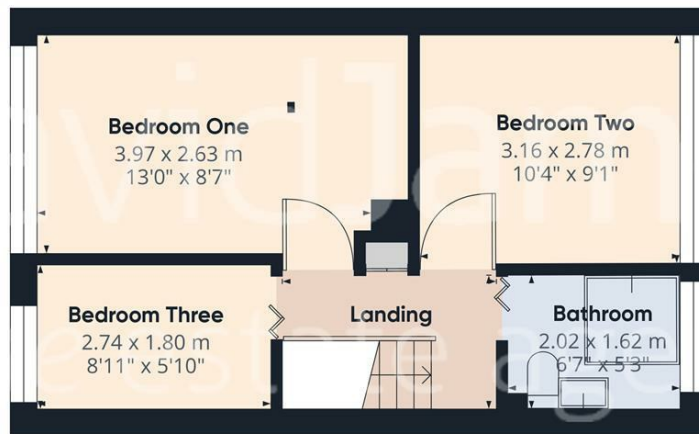 Bedroom One
3.97 x 2.63 m
13'0" x 8'7"
Bedroom Two
3.16 x 2.78 m
10'4" x 9'1"
Bedroom Three
2.74 x 1.80 m
8'11" x 5'10"
Landing
Bathroom
2.02 x 1.62 m
6'7" x 5'3"